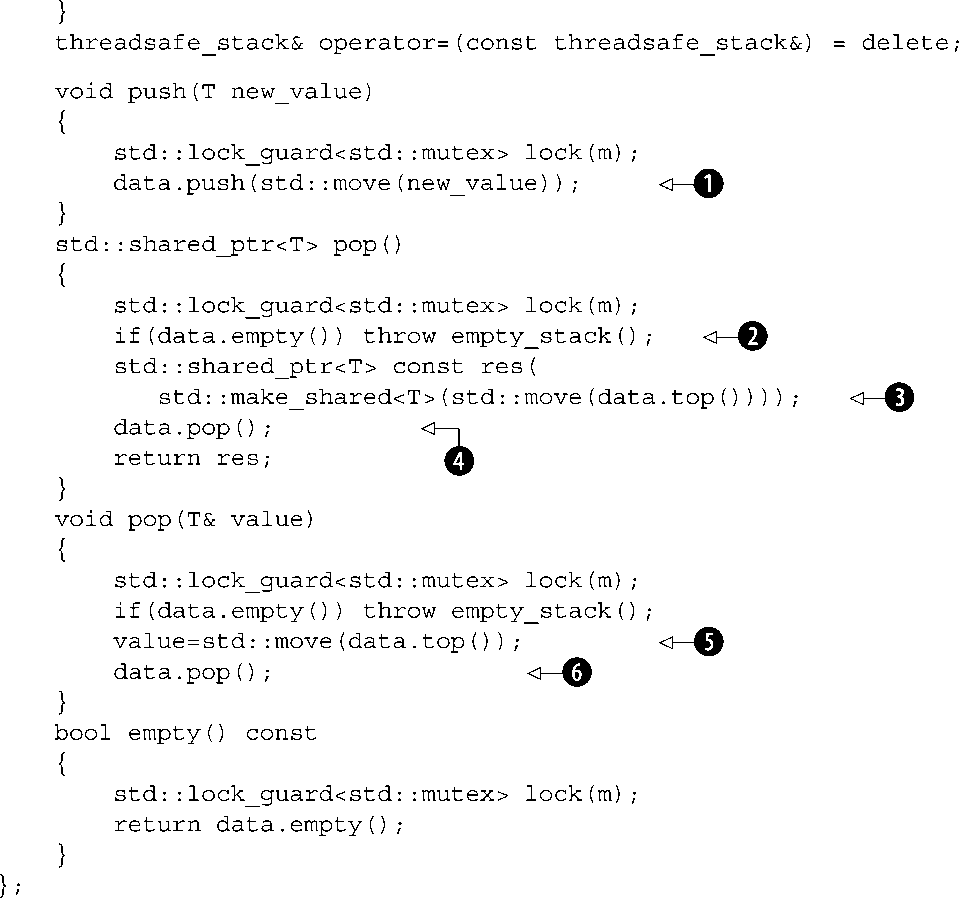 }
threadsafe_stack& operator=(const threadsafe_stack&) = delete;
void push(T new_value)
{
std::lock_guard<std::mutex> lock(m);
data.push(std::move(new_value)); 1
}
std::shared_ptr<T> pop()
{
std::lock_guard<std::mutex> lock(m);
if(data.empty()) throw empty_stack(); 2
std::shared_ptr<T> const res(
std::make_shared<T>(std::move(data.top()))); 3
data.pop();
return res; 4
}
void pop(T& value)
{
std::lock_guard<std::mutex> lock(m);
if(data.empty()) throw empty_stack();
value=std::move(data.top()); 5
data.pop(); 6
}
bool empty() const
{
std::lock_guard<std::mutex> lock(m);
return data.empty();
}
};